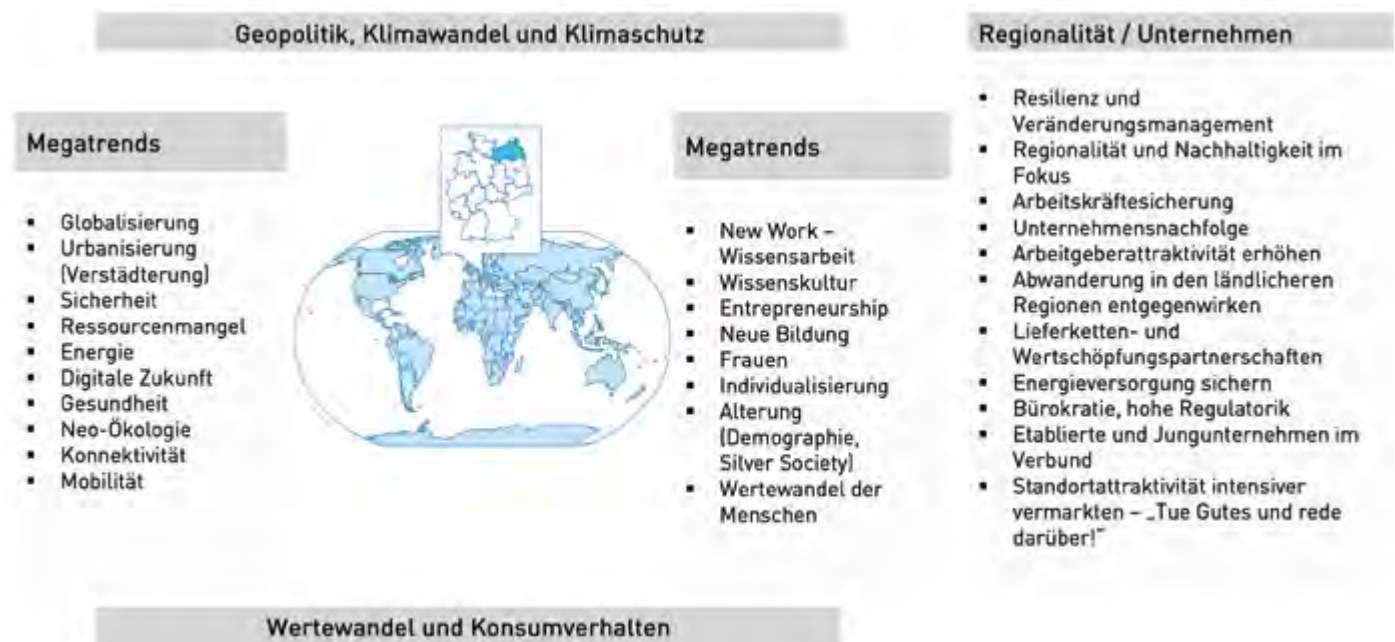 Geopolitik, Klimawandel und Klimaschutz
Megatrends
▪ Globalisierung
▪ Urbanisierung
(Verstädterung)
▪ Sicherheit
▪ Ressourcenmangel
▪ Energie
▪ Digitale Zukunft
▪ Gesundheit
▪ Neo-Ökologie
▪ Konnektivität
▪ Mobilität
Megatrends
▪ New Work –
Wissensarbeit
▪ Wissenskultur
▪ Entrepreneurship
▪ Neue Bildung
▪ Frauen
▪ Individualisierung
▪ Alterung
(Demographie,
Silver Society)
▪ Wertewandel der
Menschen
Regionalität / Unternehmen
▪ Resilienz und
Veränderungsmanagement
▪ Regionalität und Nachhaltigkeit im
Fokus
▪ Arbeitskräftesicherung
▪ Unternehmensnachfolge
▪ Arbeitgeberattraktivität erhöhen
▪ Abwanderung in den ländlicheren
Regionen entgegenwirken
▪ Lieferketten- und
Wertschöpfungspartnerschaften
▪ Energieversorgung sichern
▪ Bürokratie, hohe Regulatorik
▪ Etablierte und Jungunternehmen im
Verbund
▪ Standortattraktivität intensiver
vermarkten – „Tue Gutes und rede
darüber!“
Wertewandel und Konsumverhalten